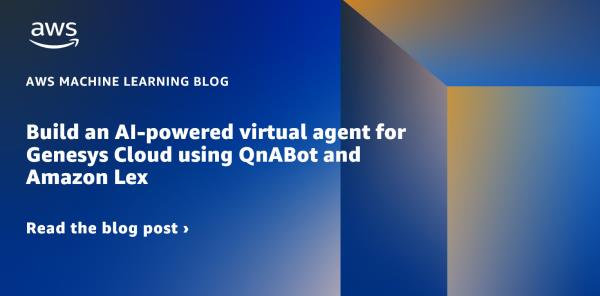 aws
AWS MACHINE LEARNING BLOG
Build an AI-powered virtual agent for
Genesys Cloud using QnABot and
Amazon Lex
Read the blog post ›